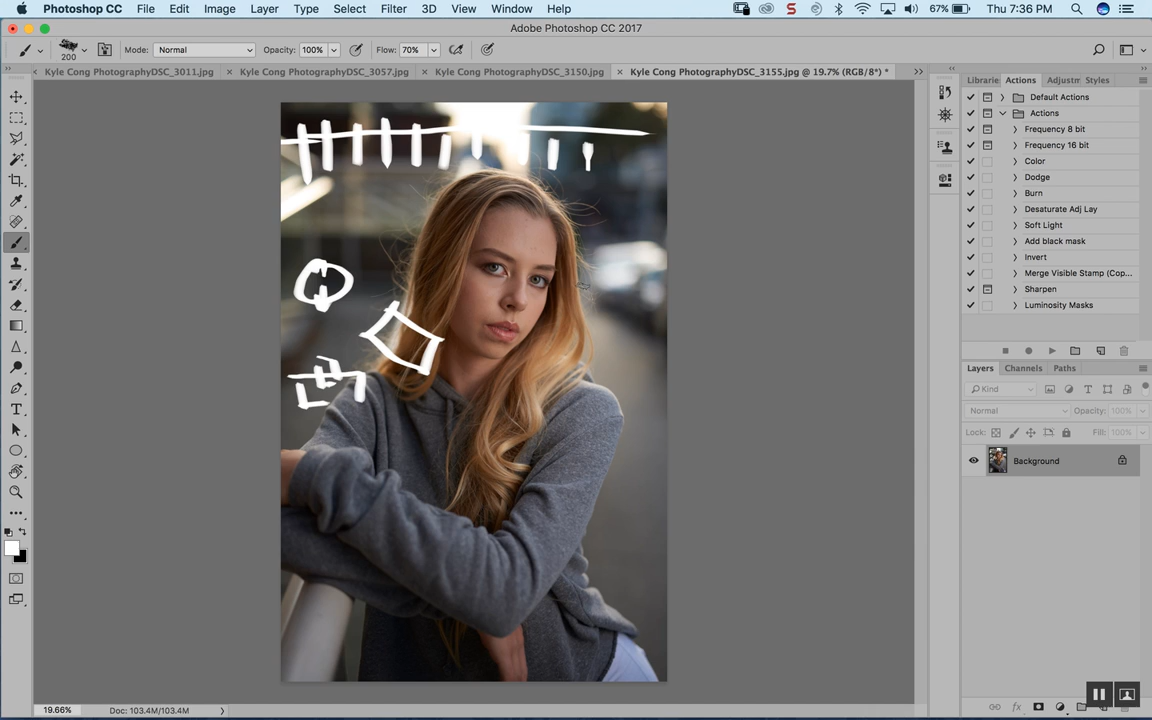 Photoshop CC File Edit Image Layer Type Select Filter 3D View Window Help 67% Thu 7:36 PM
Adobe Photoshop CC 2017
200 Mode: Normal Opacity: 100% Flow: 70%
Kyle Cong PhotographyDSC_3011.jpg × Kyle Cong PhotographyDSC_3057.jpg × Kyle Cong PhotographyDSC_3150.jpg × Kyle Cong PhotographyDSC_3155.jpg @ 19.7% (RGB/8*) *
Librarie Actions Adjustm Styles
Default Actions
Actions
Frequency 8 bit
Frequency 16 bit
Color
Dodge
Burn
Desaturate Adj Lay
Soft Light
Add black mask
Invert
Merge Visible Stamp (Cop...
Sharpen
Luminosity Masks
Layers Channels Paths
Kind
Normal Opacity: 100%
Lock: Fill: 100%
Background
19.66% Doc: 103.4M/103.4M